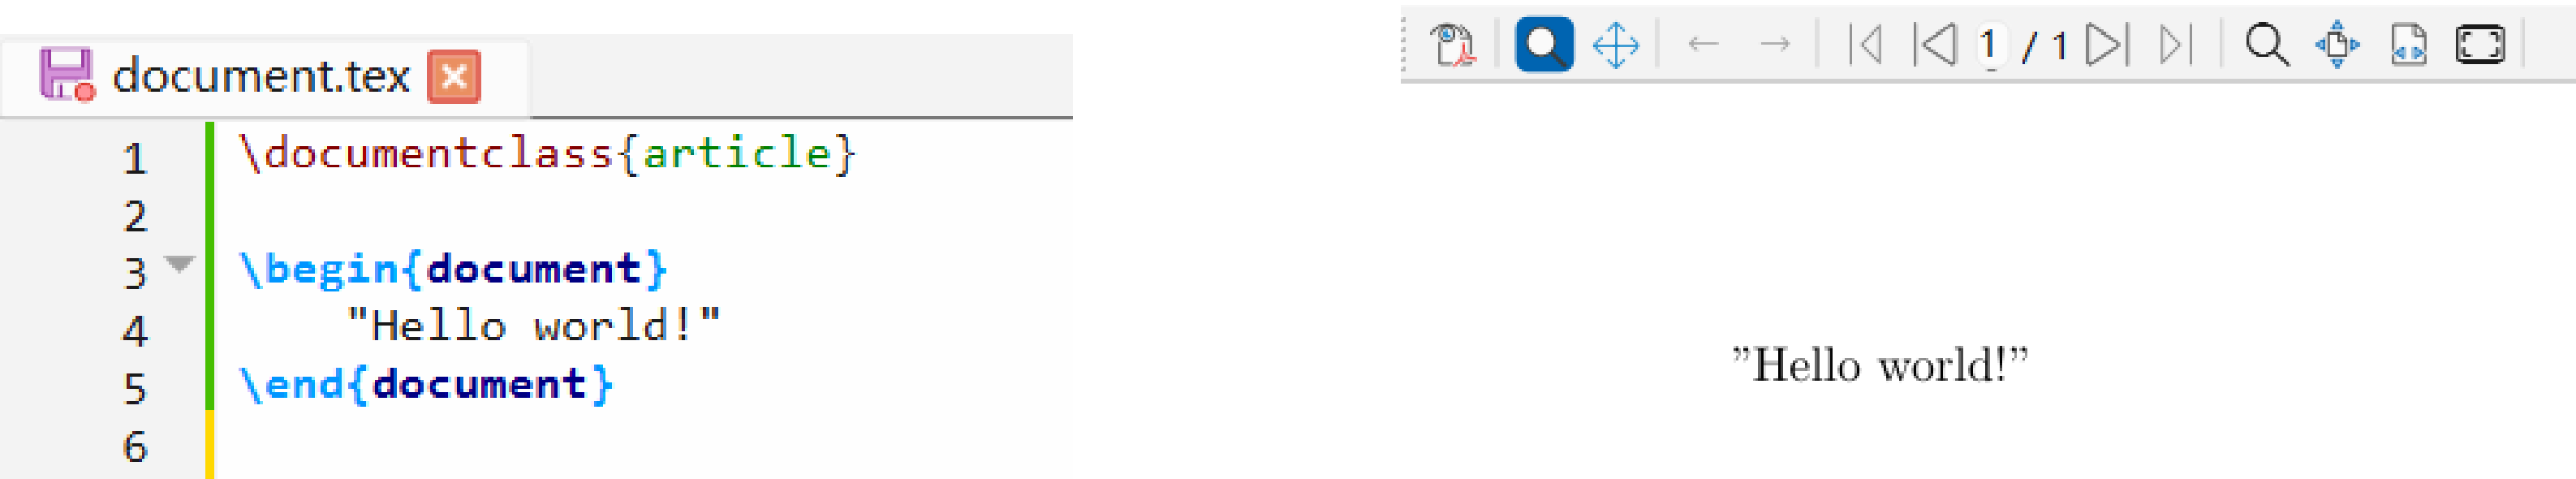 document.tex
1 \documentclass{article}
2
3 \begin{document}
4 "Hello world!"
5 \end{document}
6
1 / 1
”Hello world!”